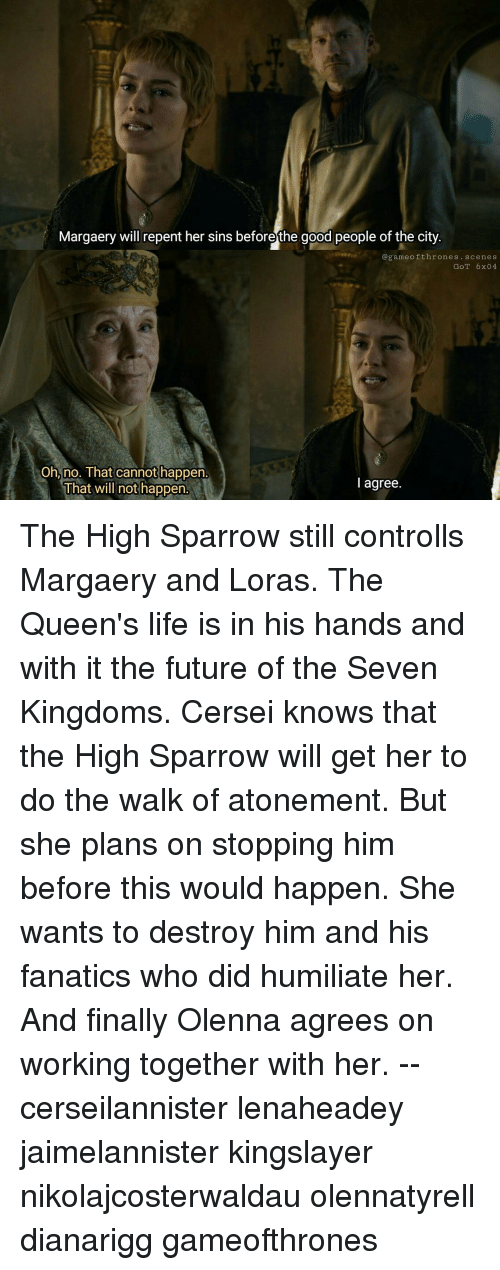 Margaery will repent her sins before the good people of the city.
@gameofthrones.scenes
GoT 6x04
Oh, no. That cannot happen.
That will not happen.
I agree.
The High Sparrow still controlls
Margaery and Loras. The
Queen's life is in his hands and
with it the future of the Seven
Kingdoms. Cersei knows that
the High Sparrow will get her to
do the walk of atonement. But
she plans on stopping him
before this would happen. She
wants to destroy him and his
fanatics who did humiliate her.
And finally Olenna agrees on
working together with her. --
cerseilannister lenaheadey
jaimelannister kingslayer
nikolajcosterwaldau olennatyrell
dianarigg gameofthrones